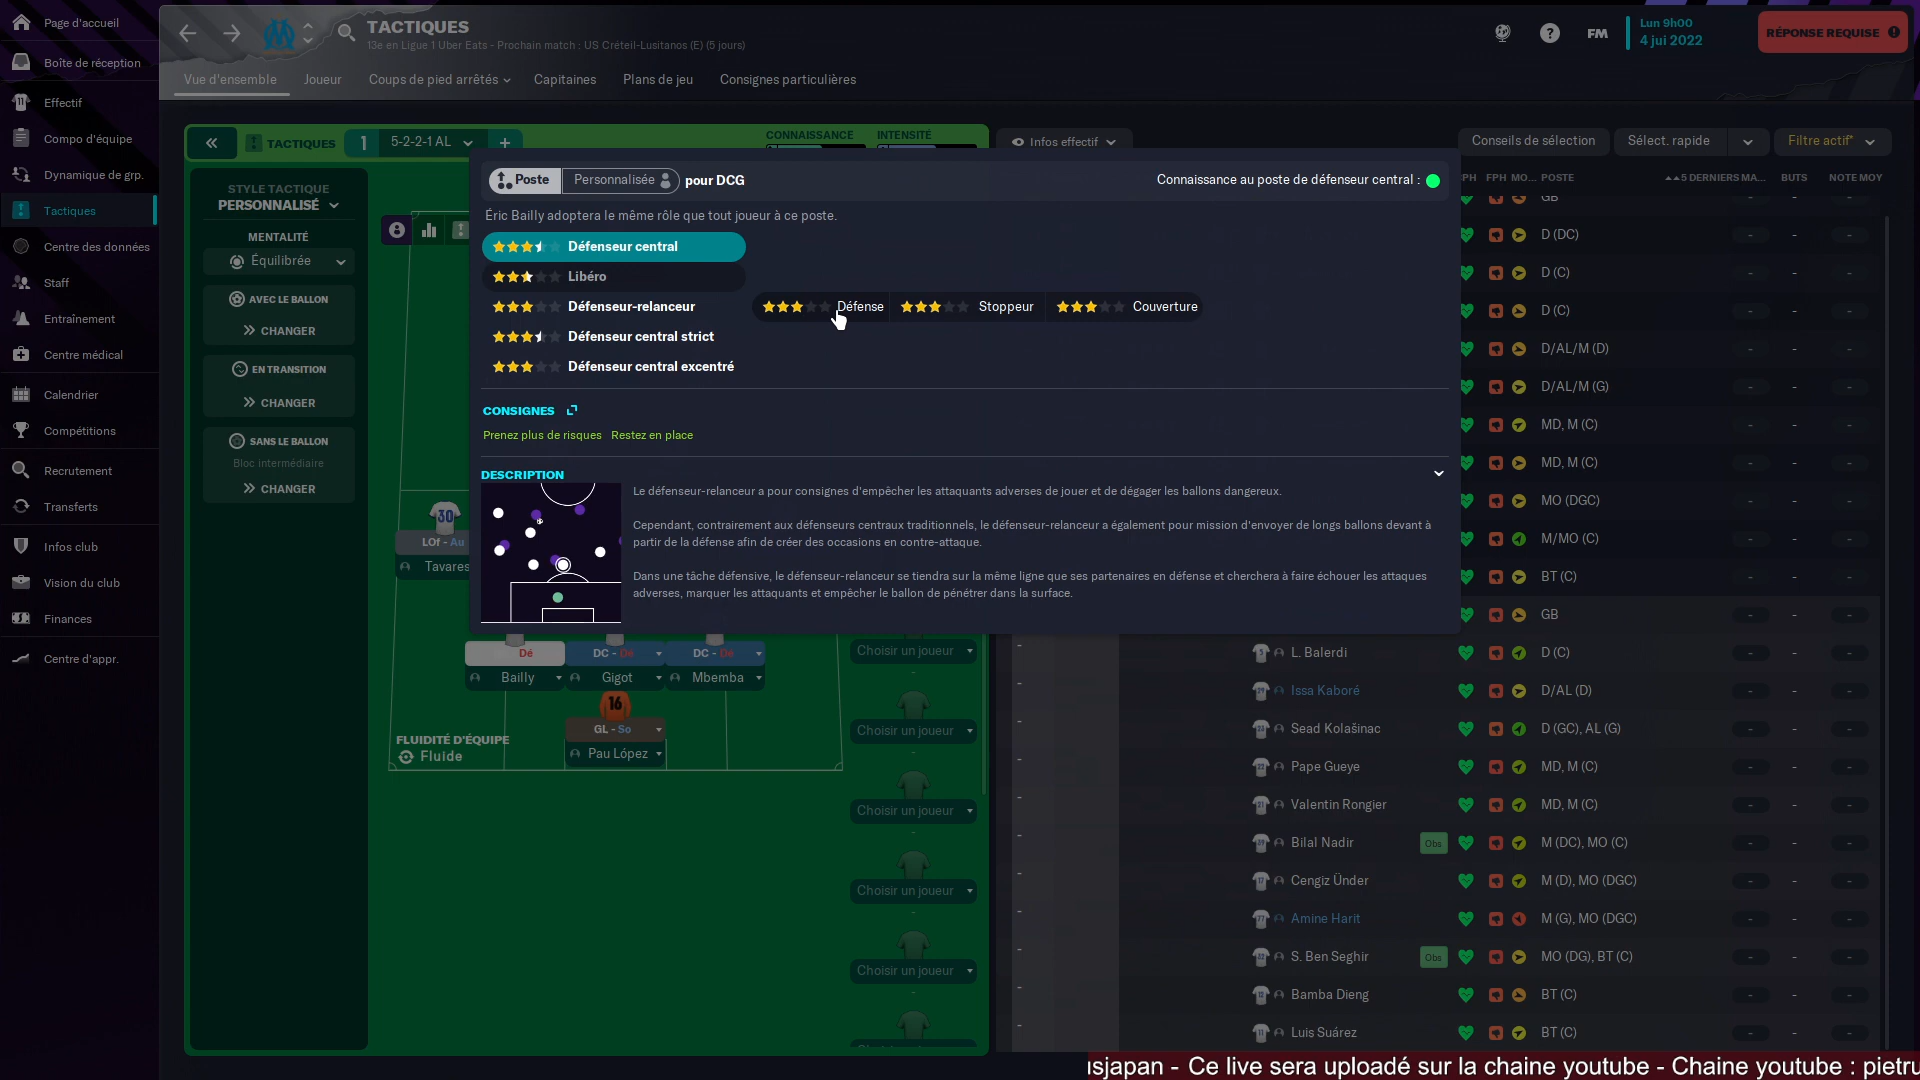 Page d'accueil
Boîte de réception
Effectif
Compo d'équipe
Dynamique de grp.
Tactiques
Centre des données
Staff
Entraînement
Centre médical
Calendrier
Compétitions
Recrutement
Transferts
Infos club
Vision du club
Finances
Centre d'appr.
TACTIQUES
13e en Ligue 1 Uber Eats - Prochain match : US Créteil-Lusitanos (E) (5 jours)
Vue d'ensemble Joueur Coups de pied arrêtés Capitaines Plans de jeu Consignes particulières
FM
Lun 9h00
4 jui 2022
RÉPONSE REQUISE
TACTIQUES 1 5-2-2-1 AL +
CONNAISSANCE INTENSITÉ
Infos effectif
Conseils de sélection Sélect. rapide Filtre actif*
STYLE TACTIQUE
PERSONNALISÉ
MENTALITÉ
Équilibrée
AVEC LE BALLON
CHANGER
EN TRANSITION
CHANGER
SANS LE BALLON
Bloc intermédiaire
CHANGER
Poste Personnalisée pour DCG
Connaissance au poste de défenseur central :
Éric Bailly adoptera le même rôle que tout joueur à ce poste.
Défenseur central
Libéro
Défenseur-relanceur Défense Stoppeur Couverture
Défenseur central strict
Défenseur central excentré
CONSIGNES
Prenez plus de risques Restez en place
DESCRIPTION
Le défenseur-relanceur a pour consignes d'empêcher les attaquants adverses de jouer et de dégager les ballons dangereux.
Cependant, contrairement aux défenseurs centraux traditionnels, le défenseur-relanceur a également pour mission d'envoyer de longs ballons devant à
partir de la défense afin de créer des occasions en contre-attaque.
Dans une tâche défensive, le défenseur-relanceur se tiendra sur la même ligne que ses partenaires en défense et cherchera à faire échouer les attaques
adverses, marquer les attaquants et empêcher le ballon de pénétrer dans la surface.
30
LOf - Au
Tavares
Dé DC - Dé DC - Dé
Bailly Gigot Mbemba
16
GL - So
Pau López
FLUIDITÉ D'ÉQUIPE
Fluide
Choisir un joueur
Choisir un joueur
Choisir un joueur
Choisir un joueur
Choisir un joueur
PH FPH MO... POSTE 5 DERNIERS MA... BUTS NOTE MOY
GB
D (DC)
D (C)
D (C)
D/AL/M (D)
D/AL/M (G)
MD, M (C)
MD, M (C)
MO (DGC)
M/MO (C)
BT (C)
GB
L. Balerdi D (C)
Issa Kaboré D/AL (D)
Sead Kolašinac D (GC), AL (G)
Pape Gueye MD, M (C)
Valentin Rongier MD, M (C)
Bilal Nadir Obs M (DC), MO (C)
Cengiz Ünder M (D), MO (DGC)
Amine Harit M (G), MO (DGC)
S. Ben Seghir Obs MO (DG), BT (C)
Bamba Dieng BT (C)
Luis Suárez BT (C)
usjapan - Ce live sera uploadé sur la chaine youtube - Chaine youtube : pietru